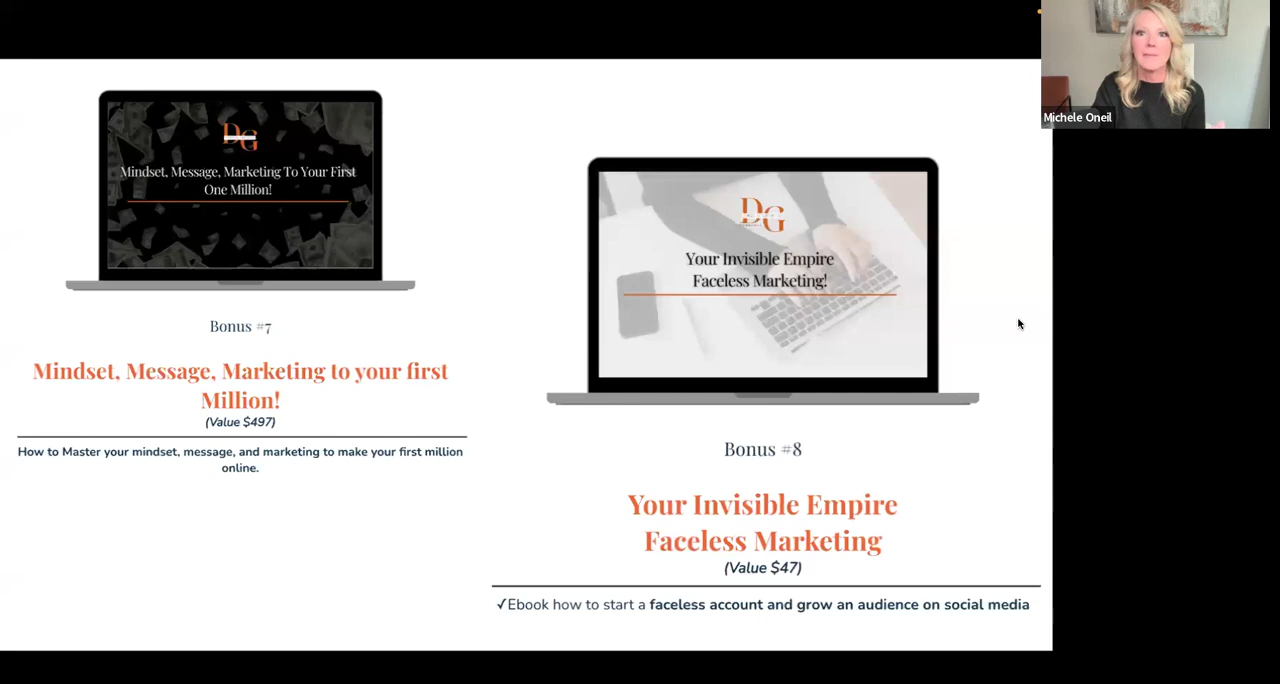 Michele Oneil
DG
Mindset, Message, Marketing To Your First
One Million!
Bonus #7
Mindset, Message, Marketing to your first
Million!
(Value $497)
How to Master your mindset, message, and marketing to make your first million
online.
DG
Your Invisible Empire
Faceless Marketing!
Bonus #8
Your Invisible Empire
Faceless Marketing
(Value $47)
✓Ebook how to start a faceless account and grow an audience on social media